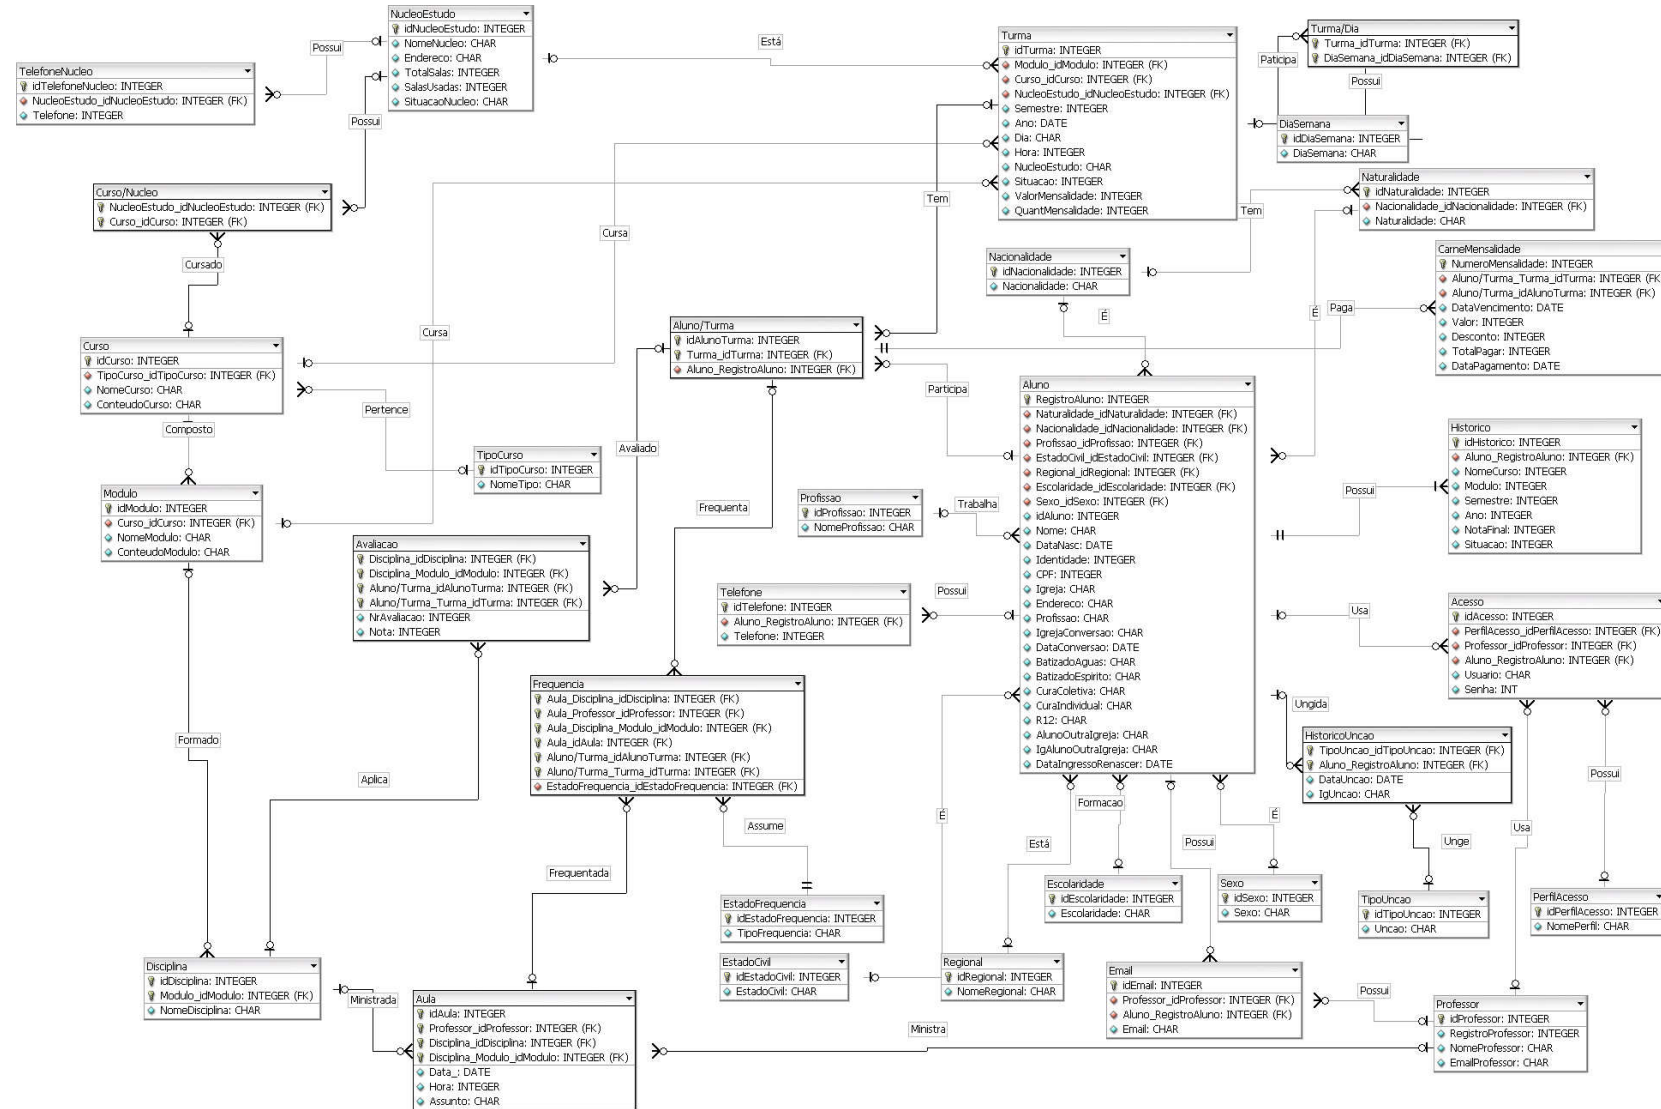 NucleoEstudo
idNucleoEstudo: INTEGER
NomeNucleo: CHAR
Endereco: CHAR
TotalSalas: INTEGER
SalasUsadas: INTEGER
SituacaoNucleo: CHAR
Possui
TelefoneNucleo
idTelefoneNucleo: INTEGER
NucleoEstudo_idNucleoEstudo: INTEGER (FK)
Telefone: INTEGER
Possui
Está
Turma
idTurma: INTEGER
Modulo_idModulo: INTEGER (FK)
Curso_idCurso: INTEGER (FK)
NucleoEstudo_idNucleoEstudo: INTEGER (FK)
Semestre: INTEGER
Ano: DATE
Dia: CHAR
Hora: INTEGER
NucleoEstudo: CHAR
Situacao: INTEGER
ValorMensalidade: INTEGER
QuantMensalidade: INTEGER
Turma/Dia
Turma_idTurma: INTEGER (FK)
DiaSemana_idDiaSemana: INTEGER (FK)
Paticipa
Possui
DiaSemana
idDiaSemana: INTEGER
DiaSemana: CHAR
Naturalidade
idNaturalidade: INTEGER
Nacionalidade_idNacionalidade: INTEGER (FK)
Naturalidade: CHAR
Tem
Tem
Curso/Nucleo
NucleoEstudo_idNucleoEstudo: INTEGER (FK)
Curso_idCurso: INTEGER (FK)
Cursado
Cursa
Nacionalidade
idNacionalidade: INTEGER
Nacionalidade: CHAR
É
É
Paga
CarneMensalidade
NumeroMensalidade: INTEGER
Aluno/Turma_Turma_idTurma: INTEGER (FK
Aluno/Turma_idAlunoTurma: INTEGER (FK)
DataVencimento: DATE
Valor: INTEGER
Desconto: INTEGER
TotalPagar: INTEGER
DataPagamento: DATE
Curso
idCurso: INTEGER
TipoCurso_idTipoCurso: INTEGER (FK)
NomeCurso: CHAR
ConteudoCurso: CHAR
Cursa
Aluno/Turma
idAlunoTurma: INTEGER
Turma_idTurma: INTEGER (FK)
Aluno_RegistroAluno: INTEGER (FK)
Participa
Pertence
Composto
Avaliado
TipoCurso
idTipoCurso: INTEGER
NomeTipo: CHAR
Modulo
idModulo: INTEGER
Curso_idCurso: INTEGER (FK)
NomeModulo: CHAR
ConteudoModulo: CHAR
Frequenta
Profissao
idProfissao: INTEGER
NomeProfissao: CHAR
Trabalha
Aluno
RegistroAluno: INTEGER
Naturalidade_idNaturalidade: INTEGER (FK)
Nacionalidade_idNacionalidade: INTEGER (FK)
Profissao_idProfissao: INTEGER (FK)
EstadoCivil_idEstadoCivil: INTEGER (FK)
Regional_idRegional: INTEGER (FK)
Escolaridade_idEscolaridade: INTEGER (FK)
Sexo_idSexo: INTEGER (FK)
idAluno: INTEGER
Nome: CHAR
DataNasc: DATE
Identidade: INTEGER
CPF: INTEGER
Igreja: CHAR
Endereco: CHAR
Profissao: CHAR
IgrejaConversao: CHAR
DataConversao: DATE
BatizadoAguas: CHAR
BatizadoEspirito: CHAR
CuraColetiva: CHAR
CuraIndividual: CHAR
R12: CHAR
AlunoOutraIgreja: CHAR
IgAlunoOutraIgreja: CHAR
DataIngressoRenascer: DATE
Historico
idHistorico: INTEGER
Aluno_RegistroAluno: INTEGER (FK)
NomeCurso: INTEGER
Modulo: INTEGER
Semestre: INTEGER
Ano: INTEGER
NotaFinal: INTEGER
Situacao: INTEGER
Possui
Avaliacao
Disciplina_idDisciplina: INTEGER (FK)
Disciplina_Modulo_idModulo: INTEGER (FK)
Aluno/Turma_idAlunoTurma: INTEGER (FK)
Aluno/Turma_Turma_idTurma: INTEGER (FK)
NrAvaliacao: INTEGER
Nota: INTEGER
Telefone
idTelefone: INTEGER
Aluno_RegistroAluno: INTEGER (FK)
Telefone: INTEGER
Possui
Usa
Acesso
idAcesso: INTEGER
PerfilAcesso_idPerfilAcesso: INTEGER (FK)
Professor_idProfessor: INTEGER (FK)
Aluno_RegistroAluno: INTEGER (FK)
Usuario: CHAR
Senha: INT
Frequencia
Aula_Disciplina_idDisciplina: INTEGER (FK)
Aula_Professor_idProfessor: INTEGER (FK)
Aula_Disciplina_Modulo_idModulo: INTEGER (FK)
Aula_idAula: INTEGER (FK)
Aluno/Turma_idAlunoTurma: INTEGER (FK)
Aluno/Turma_Turma_idTurma: INTEGER (FK)
EstadoFrequencia_idEstadoFrequencia: INTEGER (FK)
Ungida
HistoricoUncao
TipoUncao_idTipoUncao: INTEGER (FK)
Aluno_RegistroAluno: INTEGER (FK)
DataUncao: DATE
IgUncao: CHAR
Formado
Aplica
Possui
Assume
É
Formacao
É
Está
Possui
Unge
Usa
Frequentada
Escolaridade
idEscolaridade: INTEGER
Escolaridade: CHAR
Sexo
idSexo: INTEGER
Sexo: CHAR
TipoUncao
idTipoUncao: INTEGER
Uncao: CHAR
PerfilAcesso
idPerfilAcesso: INTEGER
NomePerfil: CHAR
EstadoFrequencia
idEstadoFrequencia: INTEGER
TipoFrequencia: CHAR
EstadoCivil
idEstadoCivil: INTEGER
EstadoCivil: CHAR
Regional
idRegional: INTEGER
NomeRegional: CHAR
Email
idEmail: INTEGER
Professor_idProfessor: INTEGER (FK)
Aluno_RegistroAluno: INTEGER (FK)
Email: CHAR
Possui
Disciplina
idDisciplina: INTEGER
Modulo_idModulo: INTEGER (FK)
NomeDisciplina: CHAR
Ministrada
Aula
idAula: INTEGER
Professor_idProfessor: INTEGER (FK)
Disciplina_idDisciplina: INTEGER (FK)
Disciplina_Modulo_idModulo: INTEGER (FK)
Data_: DATE
Hora: INTEGER
Assunto: CHAR
Ministra
Professor
idProfessor: INTEGER
RegistroProfessor: INTEGER
NomeProfessor: CHAR
EmailProfessor: CHAR